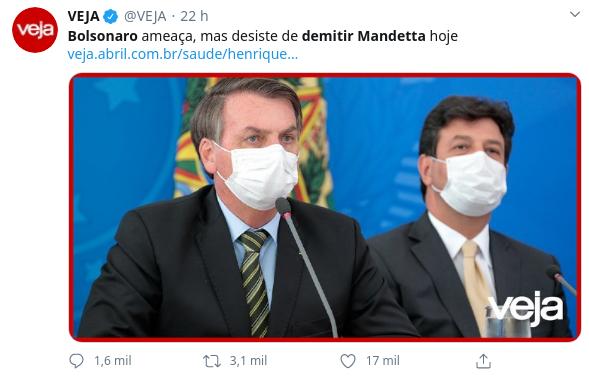 veja
VEJA @VEJA · 22 h
Bolsonaro ameaça, mas desiste de demitir Mandetta hoje
veja.abril.com.br/saude/henrique...
veja
1,6 mil 3,1 mil 17 mil